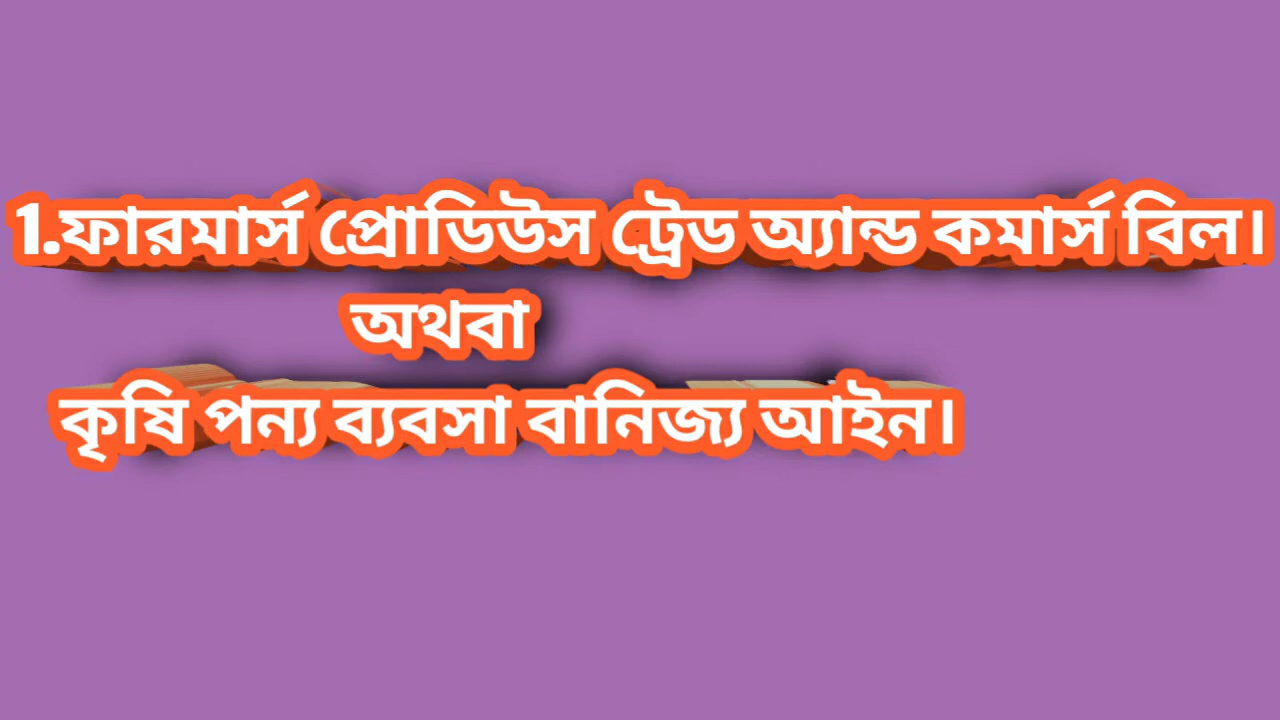 1.ফারমার্স প্রোডিউস ট্রেড অ্যান্ড কমার্স বিল।
অথবা
কৃষি পন্য ব্যবসা বানিজ্য আইন।